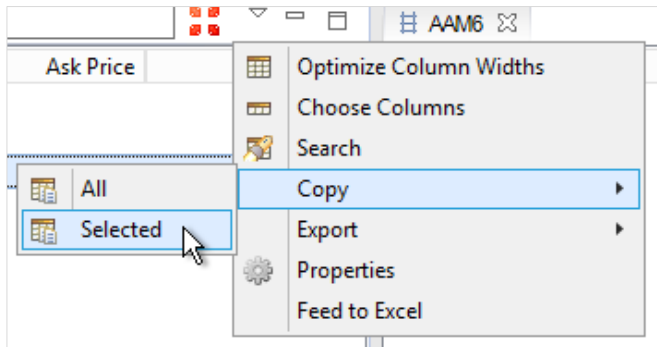 AAM6
Ask Price
Optimize Column Widths
Choose Columns
Search
All
Copy
Selected
Export
Properties
Feed to Excel